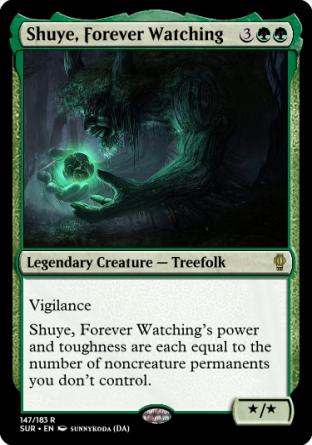 Shuye, Forever Watching 3
Legendary Creature — Treefolk
Vigilance
Shuye, Forever Watching's power
and toughness are each equal to the
number of noncreature permanents
you don't control.
147/183 R
SUR • EN SUNNYKODA (DA)
★/★